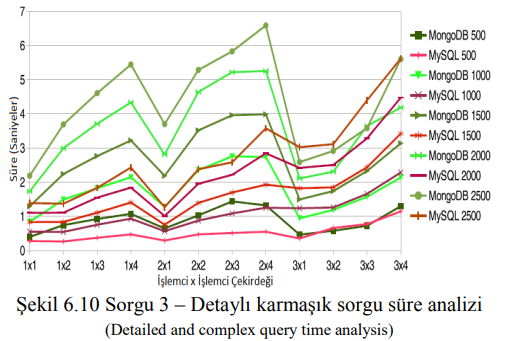 7
6
5
4
3
2
1
0
Süre (Saniyeler)
1x1 1x2 1x3 1x4 2x1 2x2 2x3 2x4 3x1 3x2 3x3 3x4
İşlemci x İşlemci Çekirdeği
MongoDB 500
MySQL 500
MongoDB 1000
MySQL 1000
MongoDB 1500
MySQL 1500
MongoDB 2000
MySQL 2000
MongoDB 2500
MySQL 2500
Şekil 6.10 Sorgu 3 – Detaylı karmaşık sorgu süre analizi
(Detailed and complex query time analysis)